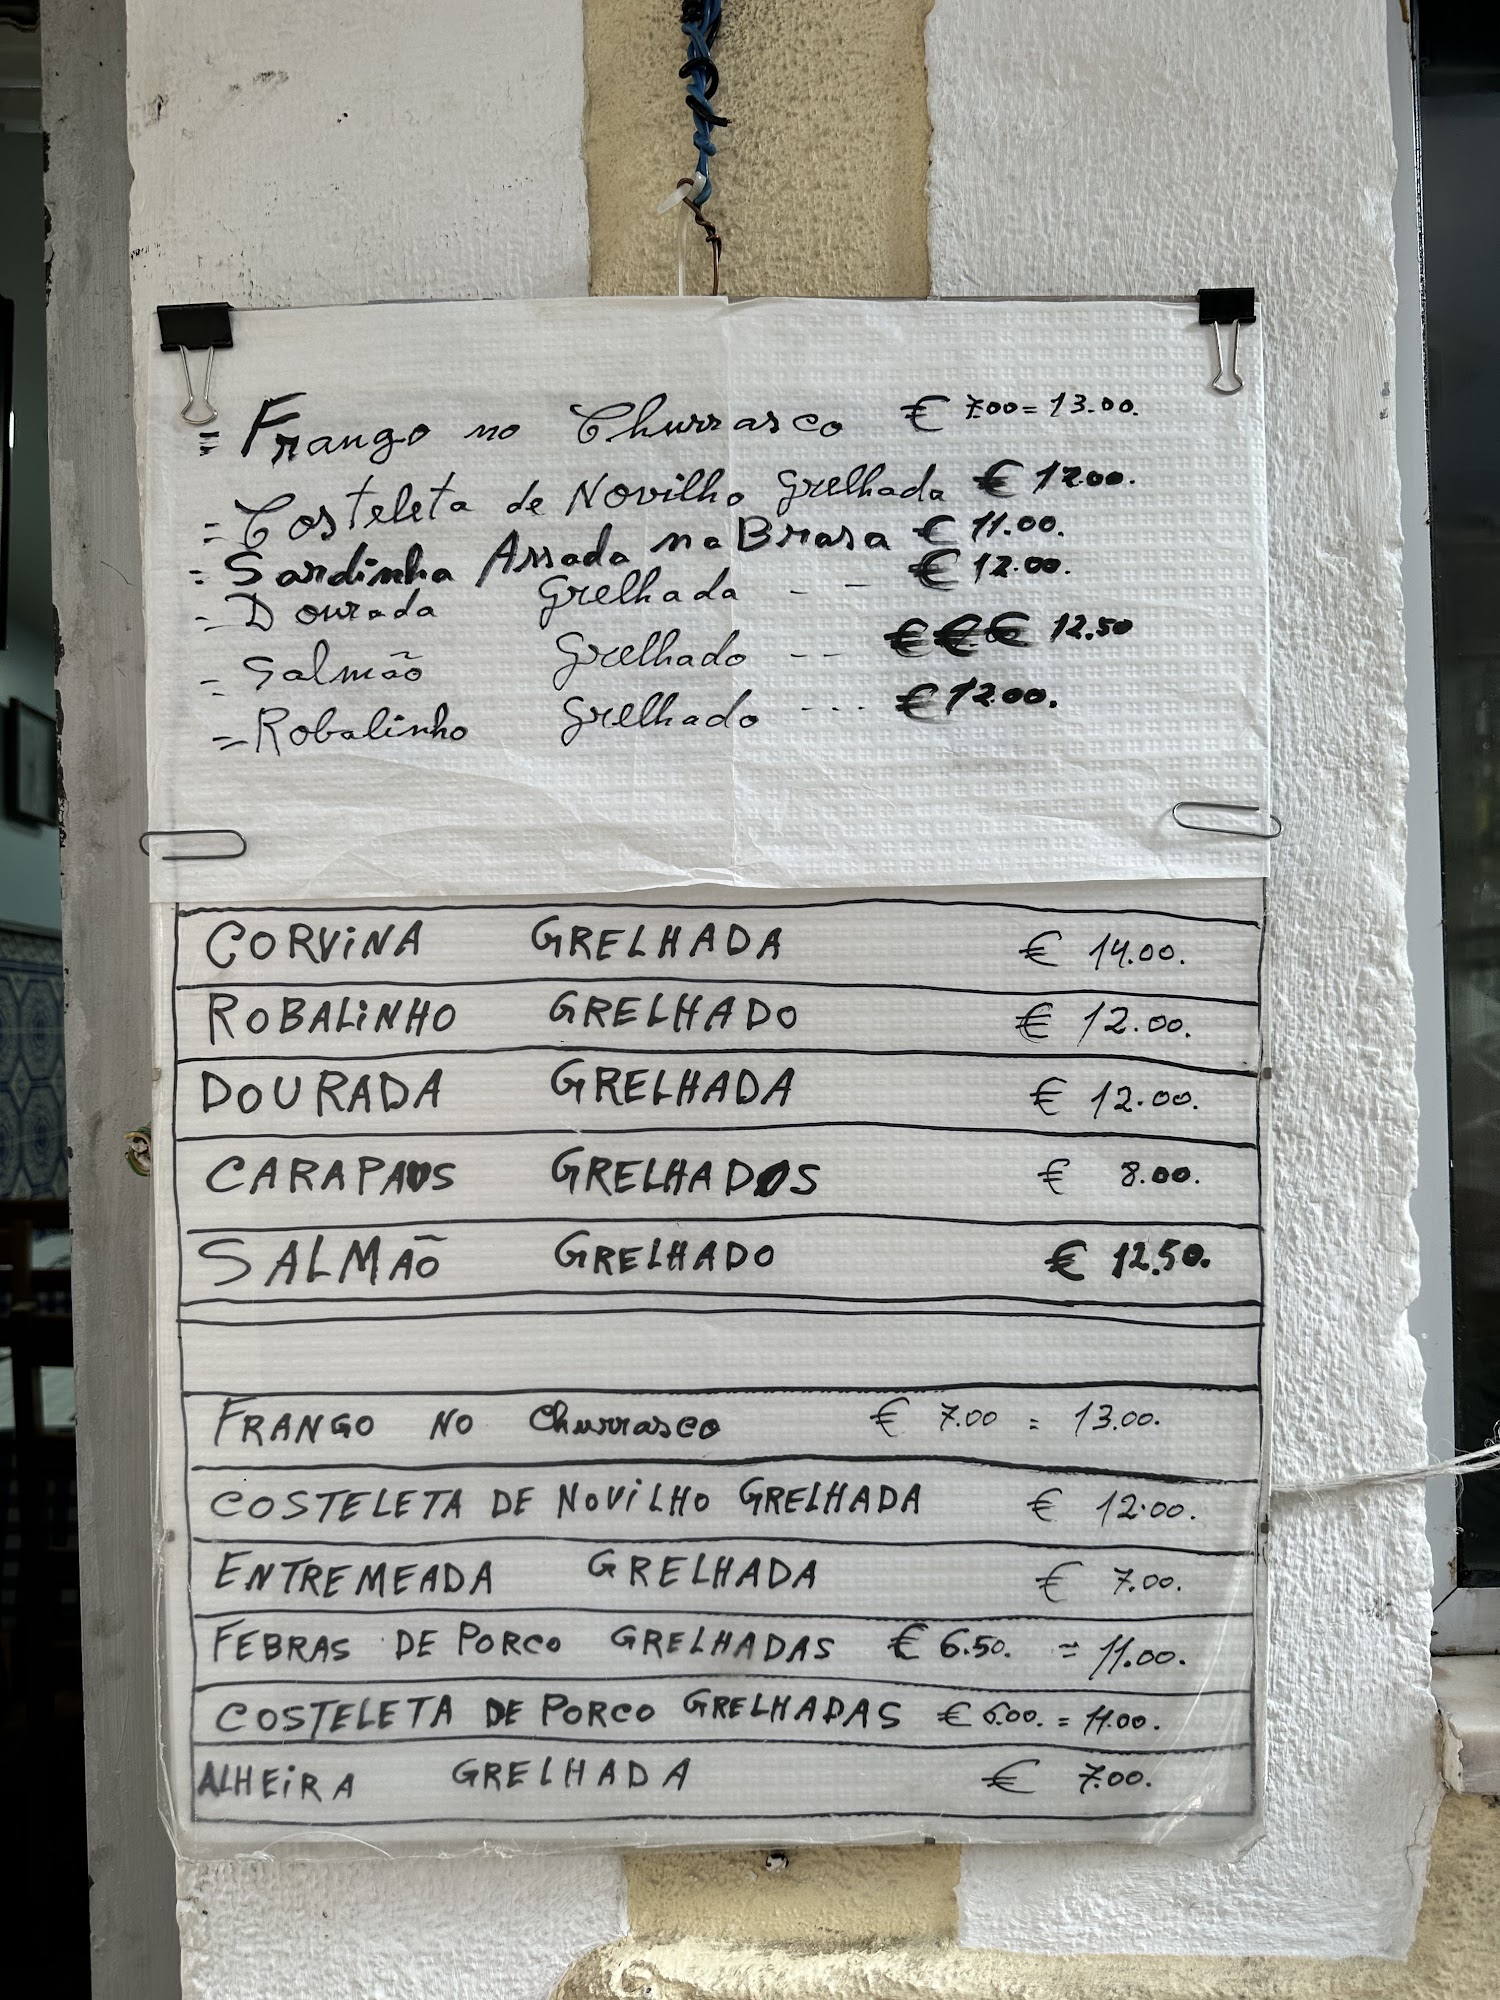 = Frango no Churrasco € 7.00 = 13.00.
= Costeleta de Novilho Grelhada € 12.00.
= Sardinha Assada na Brasa € 11.00.
= Dourada Grelhada - - € 12.00.
= Salmão Grelhado - - € € € 12.50
= Robalinho Grelhado - - - € 12.00.
CORVINA GRELHADA € 14.00.
ROBALINHO GRELHADO € 12.00.
DOURADA GRELHADA € 12.00.
CARAPAOS GRELHADOS € 8.00.
SALMÃO GRELHADO € 12.50.
FRANGO NO Churrasco € 7.00 = 13.00.
COSTELETA DE NOVILHO GRELHADA € 12.00.
ENTREMEADA GRELHADA € 7.00.
FEBRAS DE PORCO GRELHADAS € 6.50. = 11.00.
COSTELETA DE PORCO GRELHADAS € 6.00. = 11.00.
ALHEIRA GRELHADA € 7.00.